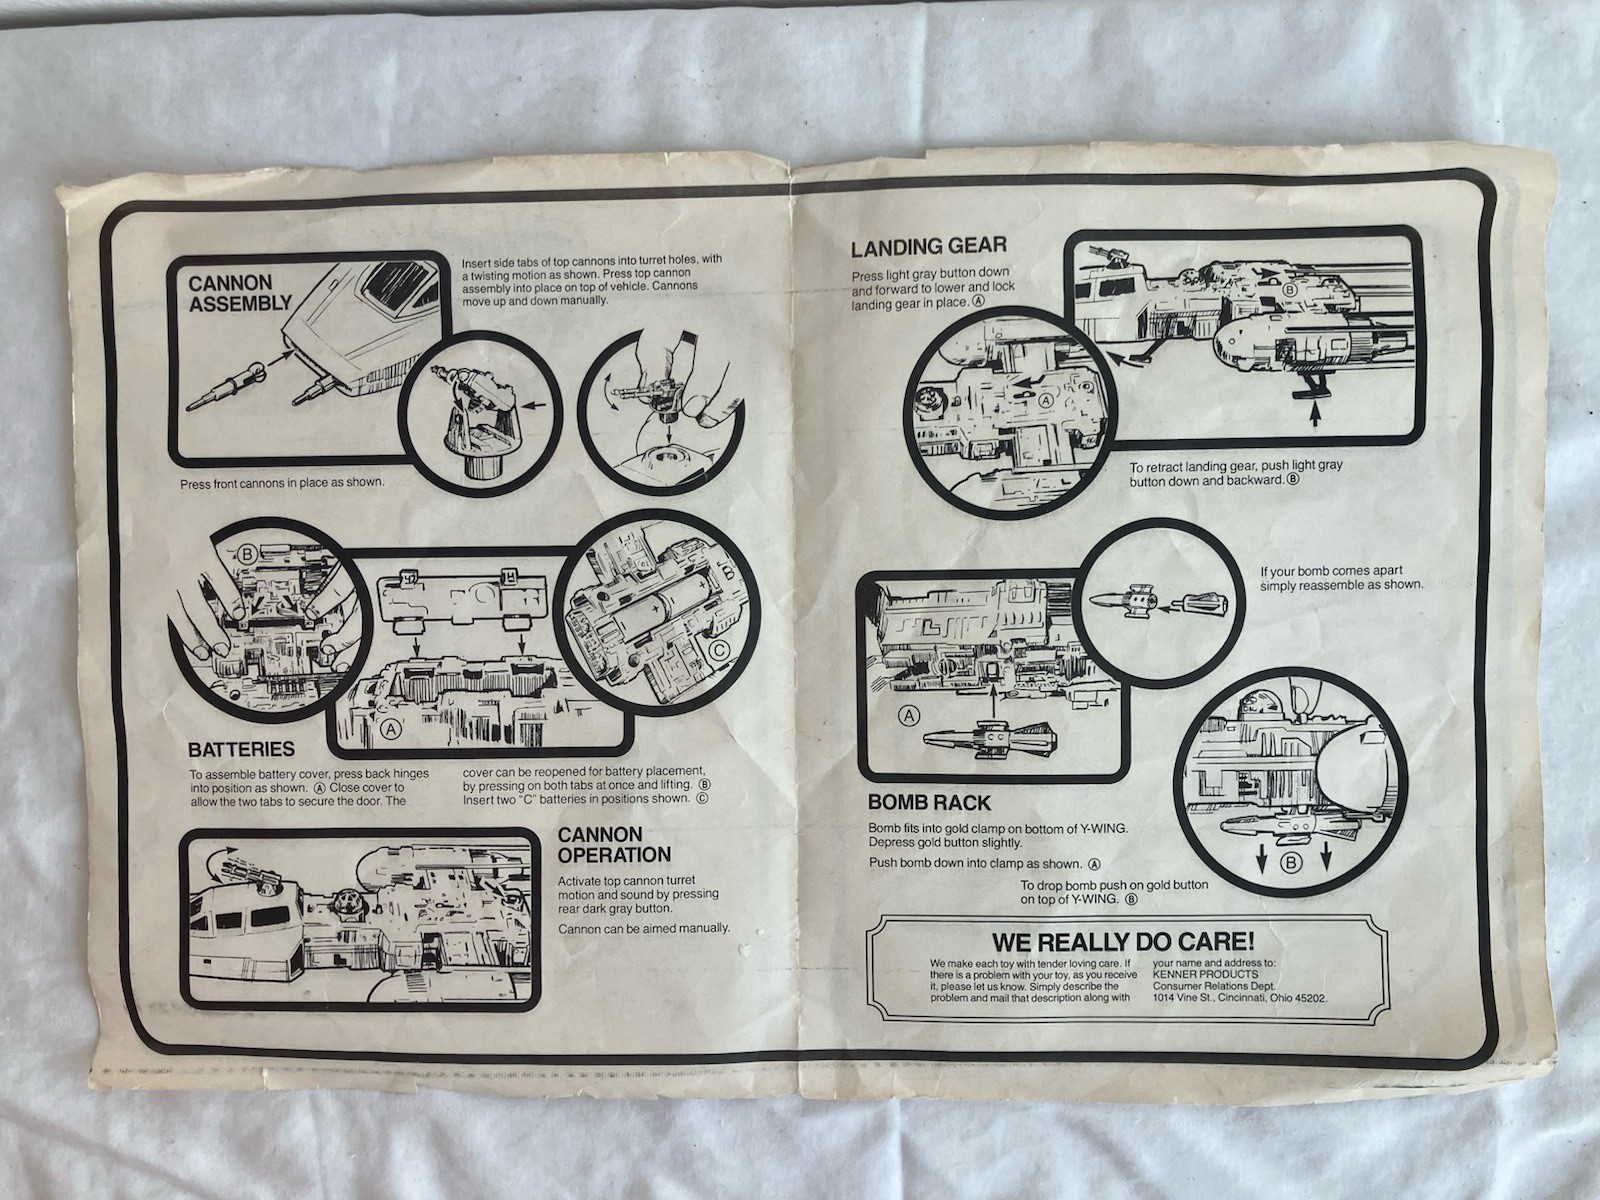 CANNON
ASSEMBLY
Insert side tabs of top cannons into turret holes, with
a twisting motion as shown. Press top cannon
assembly into place on top of vehicle. Cannons
move up and down manually.
Press front cannons in place as shown.
B
A
C
BATTERIES
To assemble battery cover, press back hinges
into position as shown. Ⓐ Close cover to
allow the two tabs to secure the door. The
cover can be reopened for battery placement,
by pressing on both tabs at once and lifting. Ⓑ
Insert two "C" batteries in positions shown. Ⓒ
CANNON
OPERATION
Activate top cannon turret
motion and sound by pressing
rear dark gray button.
Cannon can be aimed manually.
LANDING GEAR
Press light gray button down
and forward to lower and lock
landing gear in place. Ⓐ
B
A
To retract landing gear, push light gray
button down and backward. Ⓑ
If your bomb comes apart
simply reassemble as shown.
A
BOMB RACK
Bomb fits into gold clamp on bottom of Y-WING.
Depress gold button slightly.
Push bomb down into clamp as shown. Ⓐ
B
To drop bomb push on gold button
on top of Y-WING. Ⓑ
WE REALLY DO CARE!
We make each toy with tender loving care. If
there is a problem with your toy, as you receive
it, please let us know. Simply describe the
problem and mail that description along with
your name and address to:
KENNER PRODUCTS
Consumer Relations Dept.
1014 Vine St., Cincinnati, Ohio 45202.